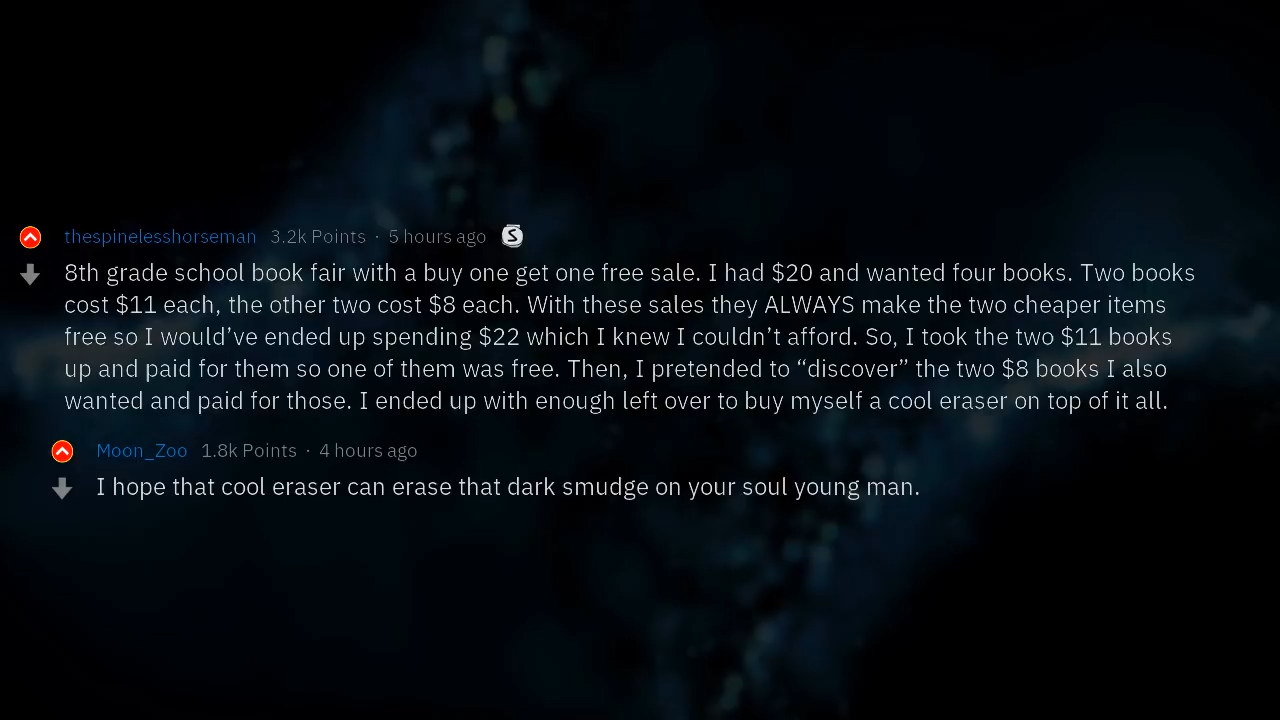 thespinelesshorseman 3.2k Points · 5 hours ago S
8th grade school book fair with a buy one get one free sale. I had $20 and wanted four books. Two books
cost $11 each, the other two cost $8 each. With these sales they ALWAYS make the two cheaper items
free so I would’ve ended up spending $22 which I knew I couldn’t afford. So, I took the two $11 books
up and paid for them so one of them was free. Then, I pretended to “discover” the two $8 books I also
wanted and paid for those. I ended up with enough left over to buy myself a cool eraser on top of it all.
Moon_Zoo 1.8k Points · 4 hours ago
I hope that cool eraser can erase that dark smudge on your soul young man.